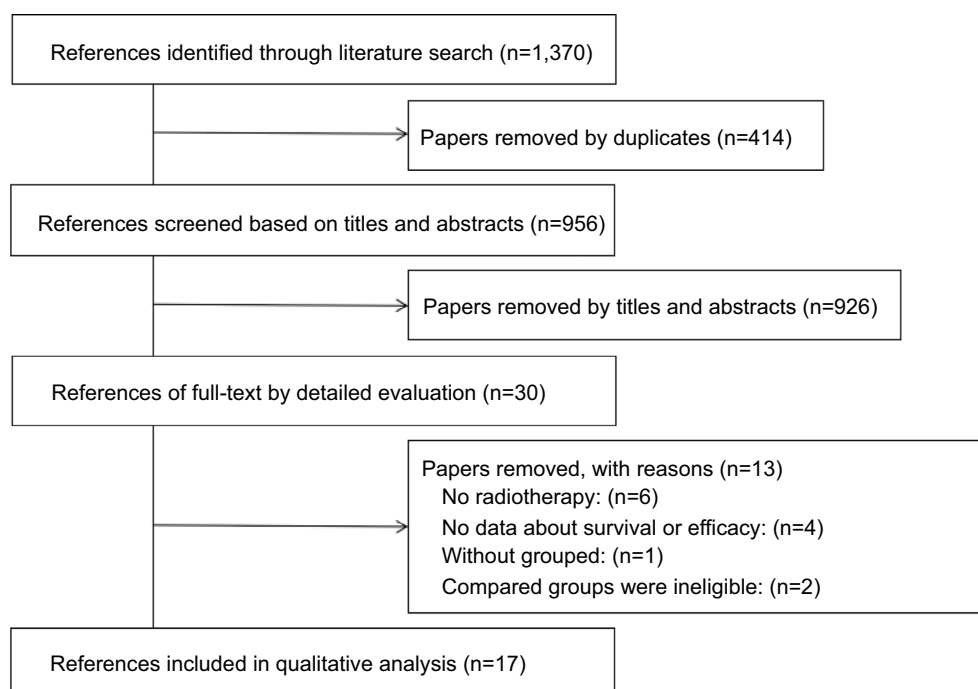 References identified through literature search (n=1,370)
Papers removed by duplicates (n=414)
References screened based on titles and abstracts (n=956)
Papers removed by titles and abstracts (n=926)
References of full-text by detailed evaluation (n=30)
Papers removed, with reasons (n=13)
No radiotherapy: (n=6)
No data about survival or efficacy: (n=4)
Without grouped: (n=1)
Compared groups were ineligible: (n=2)
References included in qualitative analysis (n=17)